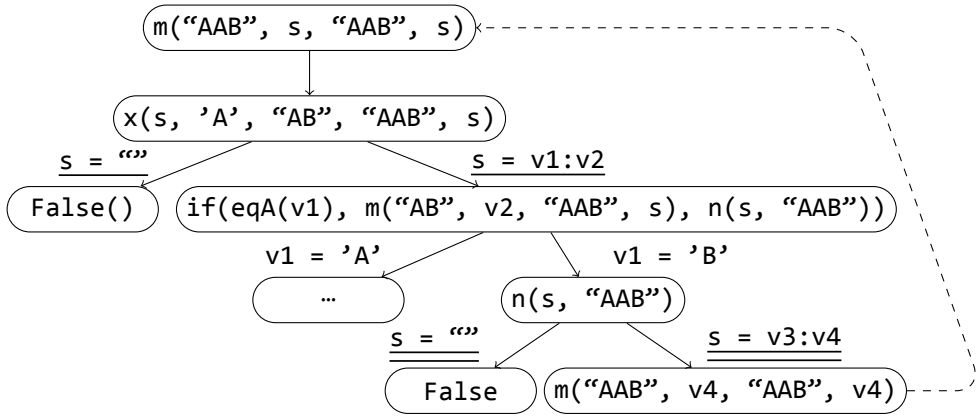 m(“AAB”, s, “AAB”, s)
x(s, ’A’, “AB”, “AAB”, s)
s = “”
s = v1:v2
False()
if(eqA(v1), m(“AB”, v2, “AAB”, s), n(s, “AAB”))
v1 = ’A’
v1 = ’B’
…
n(s, “AAB”)
s = “”
s = v3:v4
False
m(“AAB”, v4, “AAB”, v4)